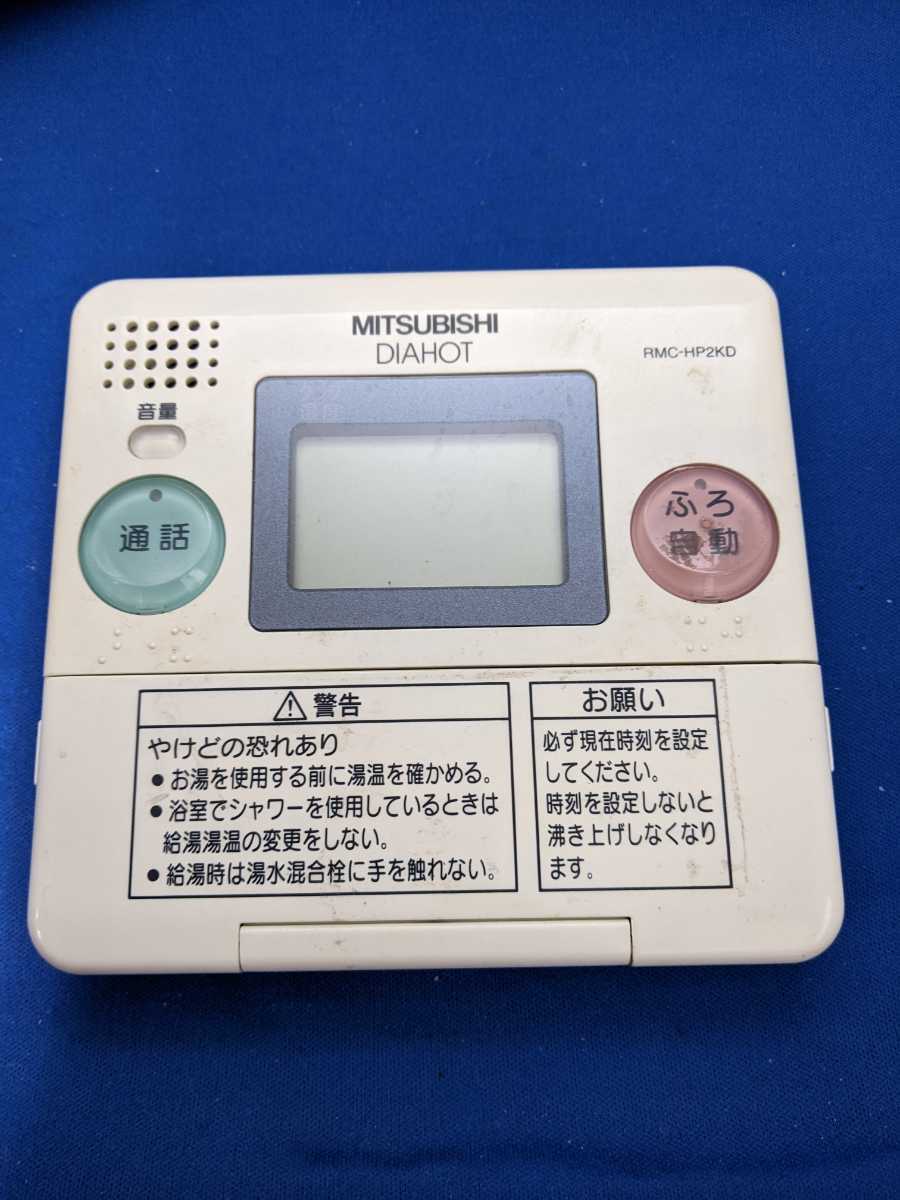 MITSUBISHI
DIAHOT
RMC-HP2KD
音量
通話
ふろ
自動
警告
やけどの恐れあり
● お湯を使用する前に湯温を確かめる。
● 浴室でシャワーを使用しているときは
給湯湯温の変更をしない。
● 給湯時は湯水混合栓に手を触れない。
お願い
必ず現在時刻を設定
してください。
時刻を設定しないと
沸き上げしなくなり
ます。